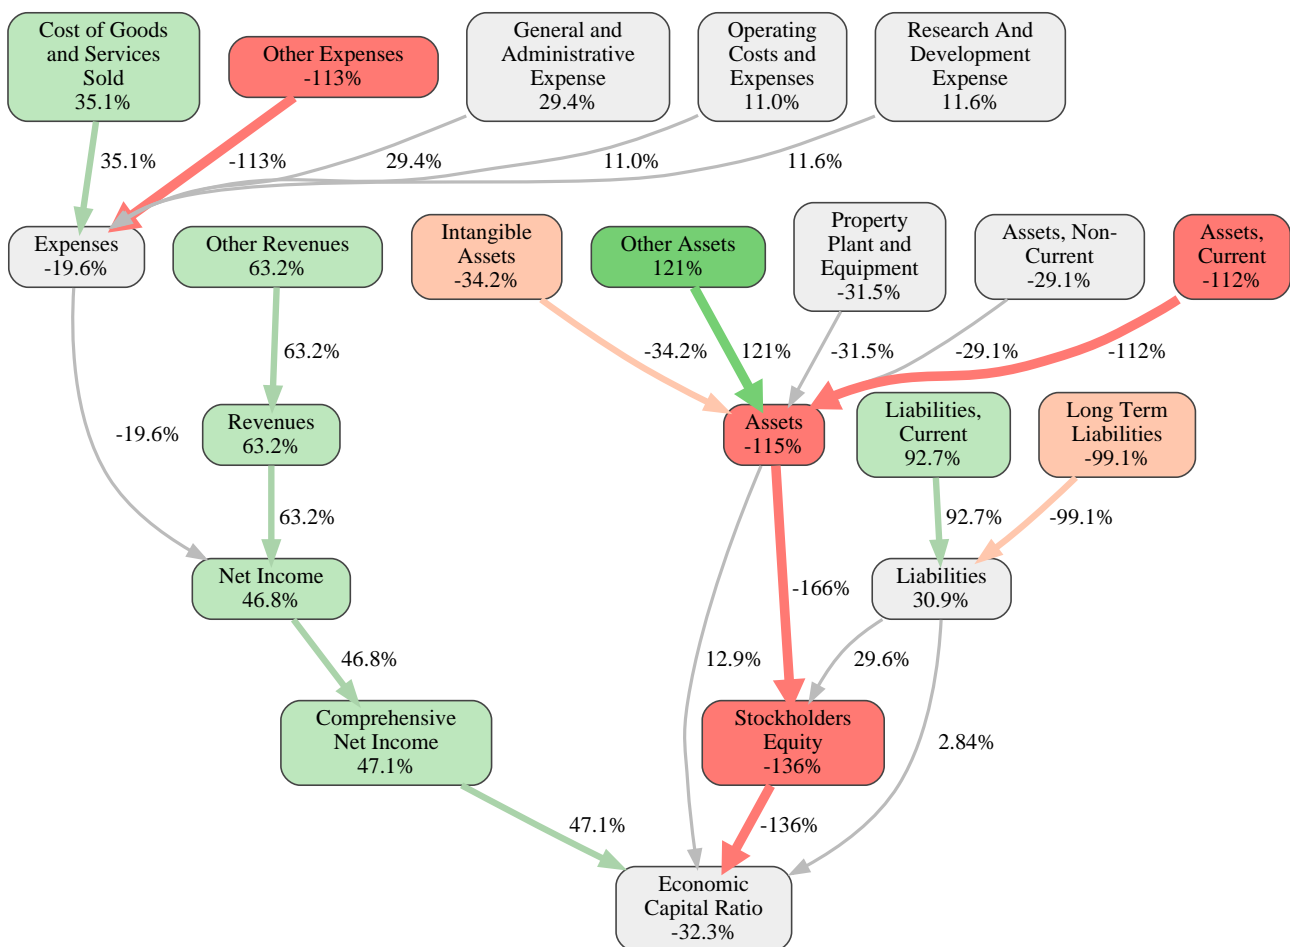 Cost of Goods
and Services
Sold
35.1%
Other Expenses
-113%
General and
Administrative
Expense
29.4%
Operating
Costs and
Expenses
11.0%
Research And
Development
Expense
11.6%
35.1%
-113%
29.4%
11.0%
11.6%
Expenses
-19.6%
Other Revenues
63.2%
Intangible
Assets
-34.2%
Other Assets
121%
Property
Plant and
Equipment
-31.5%
Assets, Non-
Current
-29.1%
Assets,
Current
-112%
63.2%
-34.2%
121%
-31.5%
-29.1%
-112%
-19.6%
Revenues
63.2%
Assets
-115%
Liabilities,
Current
92.7%
Long Term
Liabilities
-99.1%
63.2%
92.7%
-99.1%
Net Income
46.8%
-166%
Liabilities
30.9%
46.8%
12.9%
29.6%
2.84%
Comprehensive
Net Income
47.1%
Stockholders
Equity
-136%
47.1%
-136%
Economic
Capital Ratio
-32.3%